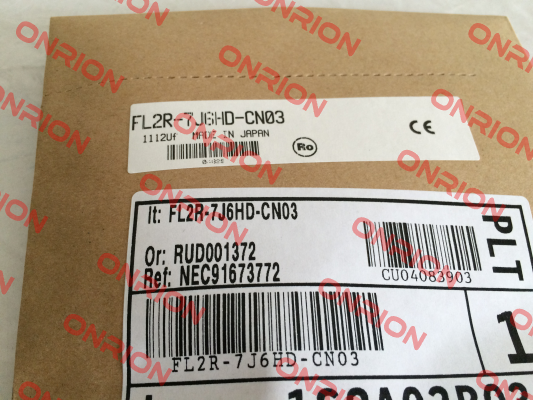 FL2R-7J6HD-CN03
1112Uf MADE IN JAPAN
Ro
CE
It: FL2R-7J6HD-CN03
Or: RUD001372
Ref: NEC91673772
CU04083903
PLT
FL2R-7J6HD-CN03
1
ONRION